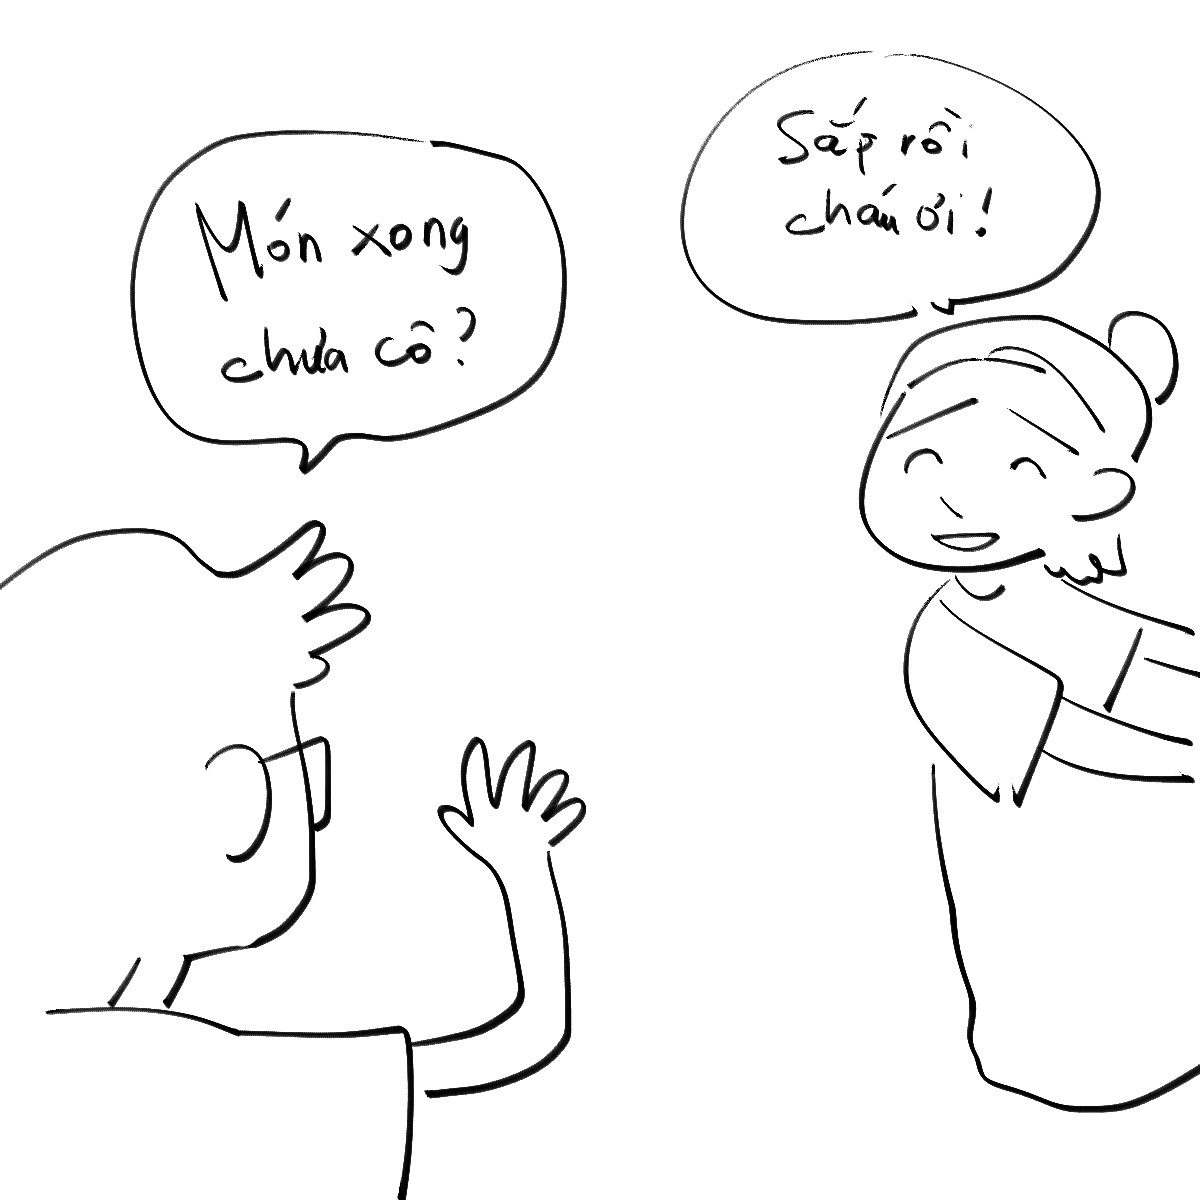 Món xong
chưa cô?
Sắp rồi
cháu ơi!